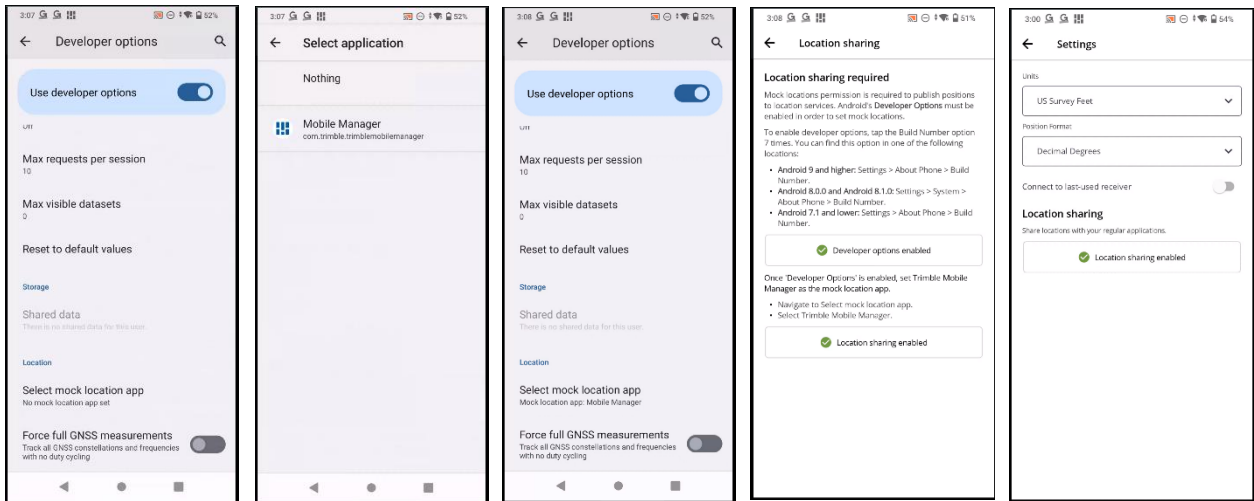 3:07
52%
Developer options
Use developer options
Off
Max requests per session
10
Max visible datasets
0
Reset to default values
Storage
Shared data
There is no shared data for this user.
Location
Select mock location app
No mock location app set
Force full GNSS measurements
Track all GNSS constellations and frequencies
with no duty cycling
3:07
52%
Select application
Nothing
Mobile Manager
com.trimble.trimblemobilemanager
3:08
52%
Developer options
Use developer options
Max requests per session
10
Max visible datasets
0
Reset to default values
Storage
Shared data
There is no shared data for this user.
Location
Select mock location app
Mock location app: Mobile Manager
Force full GNSS measurements
Track all GNSS constellations and frequencies
with no duty cycling
3:08
51%
Location sharing
Location sharing required
Mock locations permission is required to publish positions
to location services. Android's Developer Options must be
enabled in order to set mock locations.
To enable developer options, tap the Build Number option
7 times. You can find this option in one of the following
locations:
• Android 9 and higher: Settings > About Phone > Build
Number.
• Android 8.0.0 and Android 8.1.0: Settings > System >
About Phone > Build Number.
• Android 7.1 and lower: Settings > About Phone > Build
Number.
Developer options enabled
Once 'Developer Options' is enabled, set Trimble Mobile
Manager as the mock location app.
• Navigate to Select mock location app.
• Select Trimble Mobile Manager.
Location sharing enabled
3:00
54%
Settings
Units
US Survey Feet
Position Format
Decimal Degrees
Connect to last-used receiver
Location sharing
Share locations with your regular applications.
Location sharing enabled